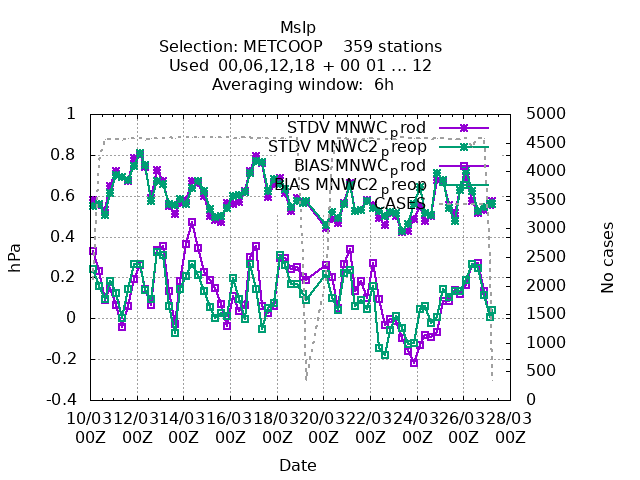 Mslp
Selection: METCOOP 359 stations
Used 00,06,12,18 + 00 01 ... 12
Averaging window: 6h
STDV MNWC_prod
STDV MNWC2_preop
BIAS MNWC_prod
BIAS MNWC2_preop
CASES
hPa
1
0.8
0.6
0.4
0.2
0
-0.2
-0.4
No cases
5000
4500
4000
3500
3000
2500
2000
1500
1000
500
0
10/03 12/03 14/03 16/03 18/03 20/03 22/03 24/03 26/03 28/03
00Z 00Z 00Z 00Z 00Z 00Z 00Z 00Z 00Z 00Z
Date